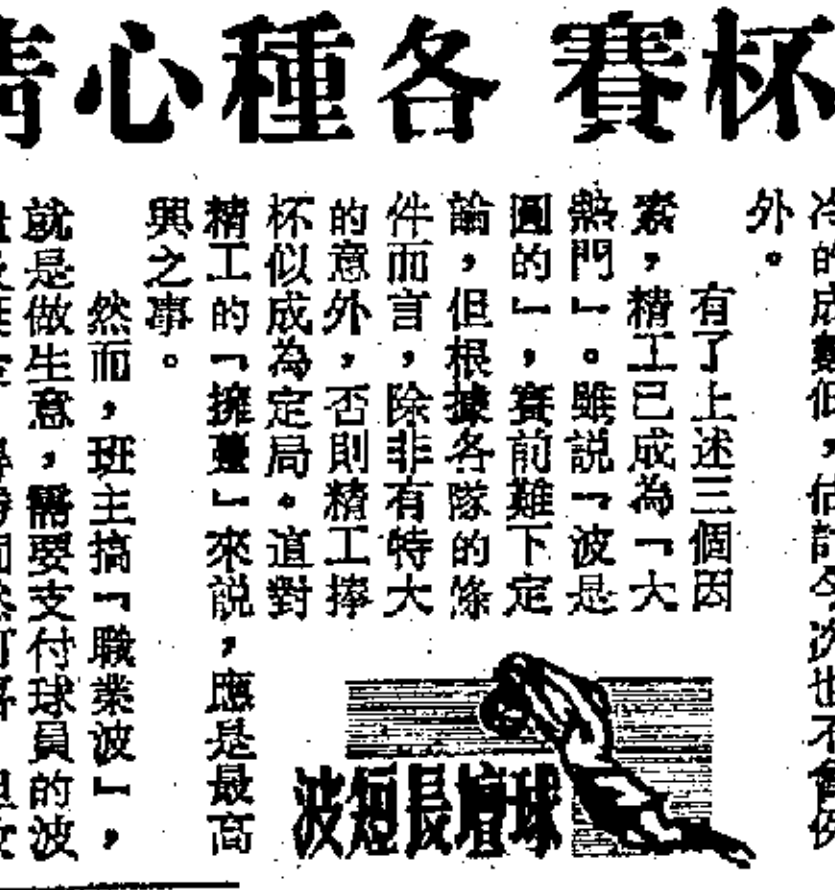 杯賽 各種心情
冷的成數低，估計今次也不會例
外。
有了上述三個因
素，精工已成為「大
熱門」。雖説「波是
圓的」，賽前難下定
論，但根據各隊的條
件而言，除非有特大
的意外，否則精工捧
杯似成為定局。這對
精工的「擁躉」來説，應是最高
興之事。
然而，班主搞「職業波」，
就是做生意，需要支付球員的波
球壇長短波